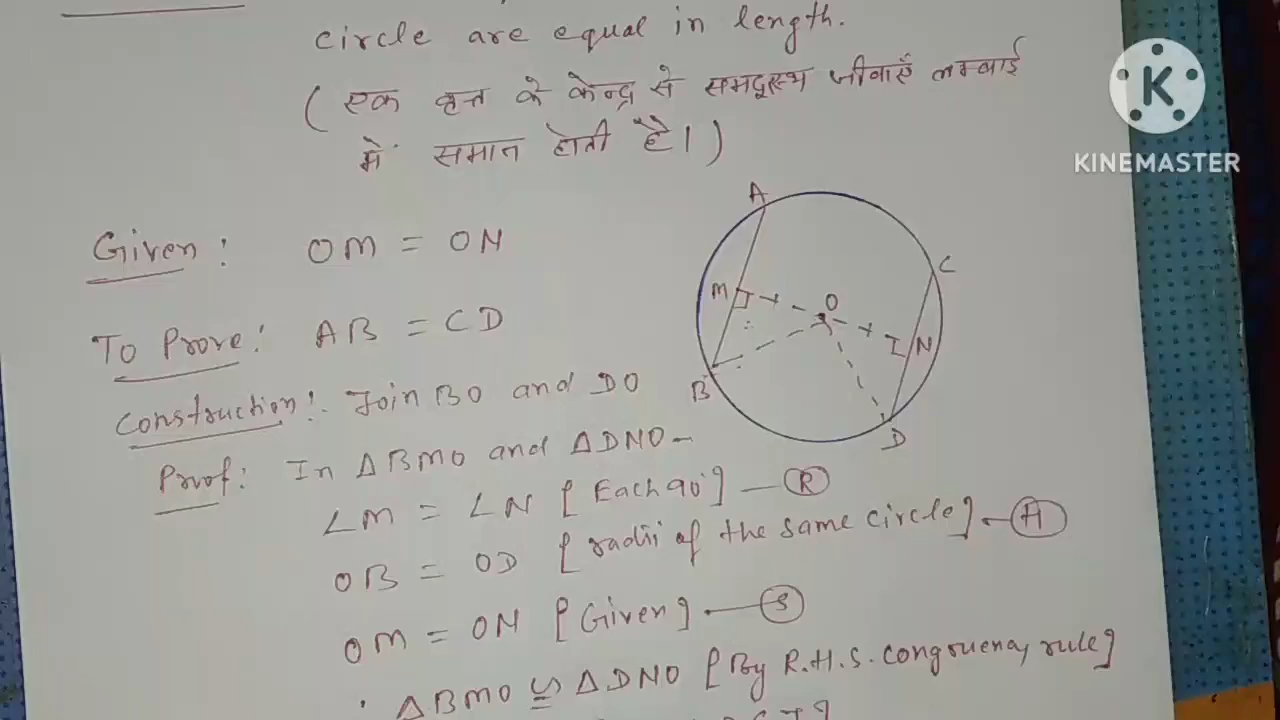 circle are equal in length.
( एक वृत्त के केन्द्र से समदूरस्थ जीवाएँ लम्बाई
में समान होती है। )
K
KINEMASTER
Given : OM = ON
To Prove : AB = CD
Construction :. Join BO and DO
Proof : In ΔBMO and ΔDNO –
∠M = ∠N [Each 90°] — (R)
OB = OD [radii of the same circle] — (H)
OM = ON [Given] — (S)
∴ ΔBMO ≅ ΔDNO [By R.H.S. congruency rule]
A
C
M
O
N
B
D